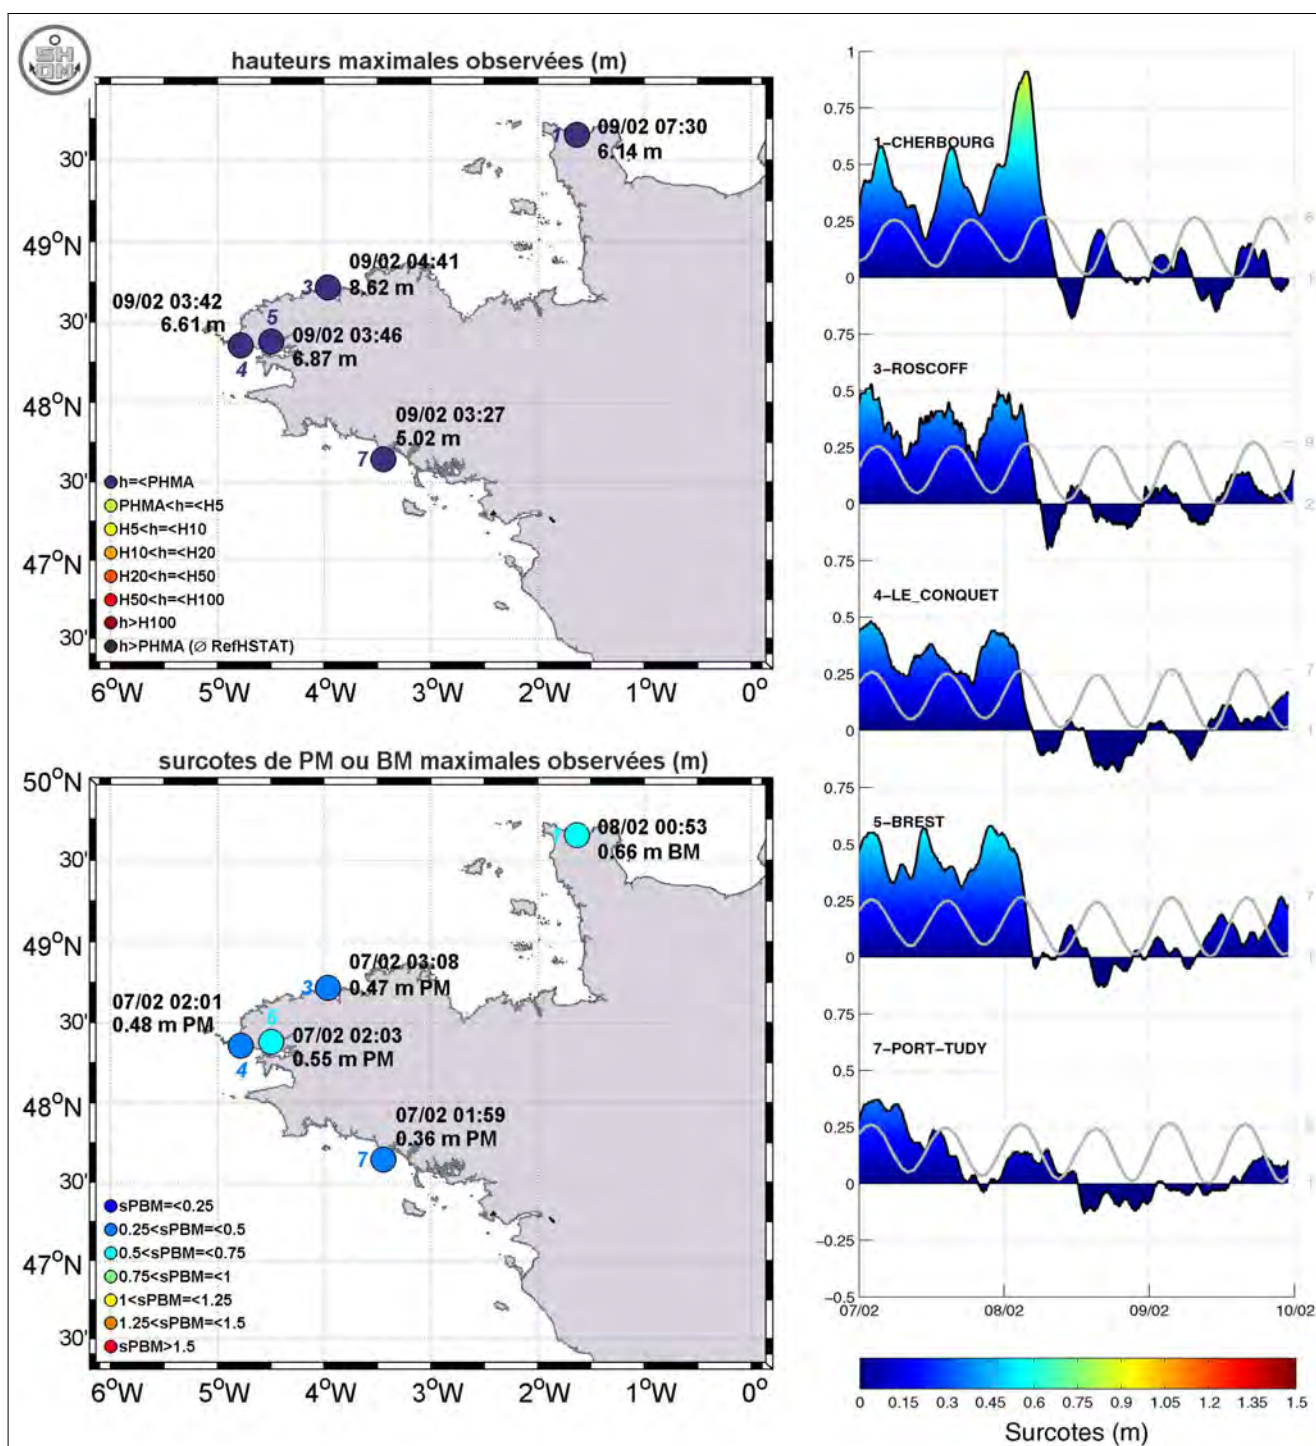 SH
OM
hauteurs maximales observées (m)
09/02 07:30
6.14 m
1
09/02 04:41
8.62 m
3
09/02 03:42
6.61 m
4
5
09/02 03:46
6.87 m
09/02 03:27
5.02 m
7
30'
49°N
30'
48°N
30'
47°N
30'
h=<PHMA
PHMA<h=<H5
H5<h=<H10
H10<h=<H20
H20<h=<H50
H50<h=<H100
h>H100
h>PHMA (∅ RefHSTAT)
6°W 5°W 4°W 3°W 2°W 1°W 0°
surcotes de PM ou BM maximales observées (m)
08/02 00:53
0.66 m BM
07/02 03:08
0.47 m PM
3
07/02 02:01
0.48 m PM
4
5
07/02 02:03
0.55 m PM
07/02 01:59
0.36 m PM
7
50°N
30'
49°N
30'
48°N
30'
47°N
30'
sPBM=<0.25
0.25<sPBM=<0.5
0.5<sPBM=<0.75
0.75<sPBM=<1
1<sPBM=<1.25
1.25<sPBM=<1.5
sPBM>1.5
6°W 5°W 4°W 3°W 2°W 1°W 0°
1
0.75
1-CHERBOURG
0.5
0.25
0
0.75
3-ROSCOFF
0.5
0.25
9
0
2
0.75
4-LE_CONQUET
0.5
0.25
7
0
1
0.75
5-BREST
0.5
0.25
7
0
1
0.75
7-PORT-TUDY
0.5
0.25
0
1
-0.25
-0.5
07/02 08/02 09/02 10/02
0 0.15 0.3 0.45 0.6 0.75 0.9 1.05 1.2 1.35 1.5
Surcotes (m)